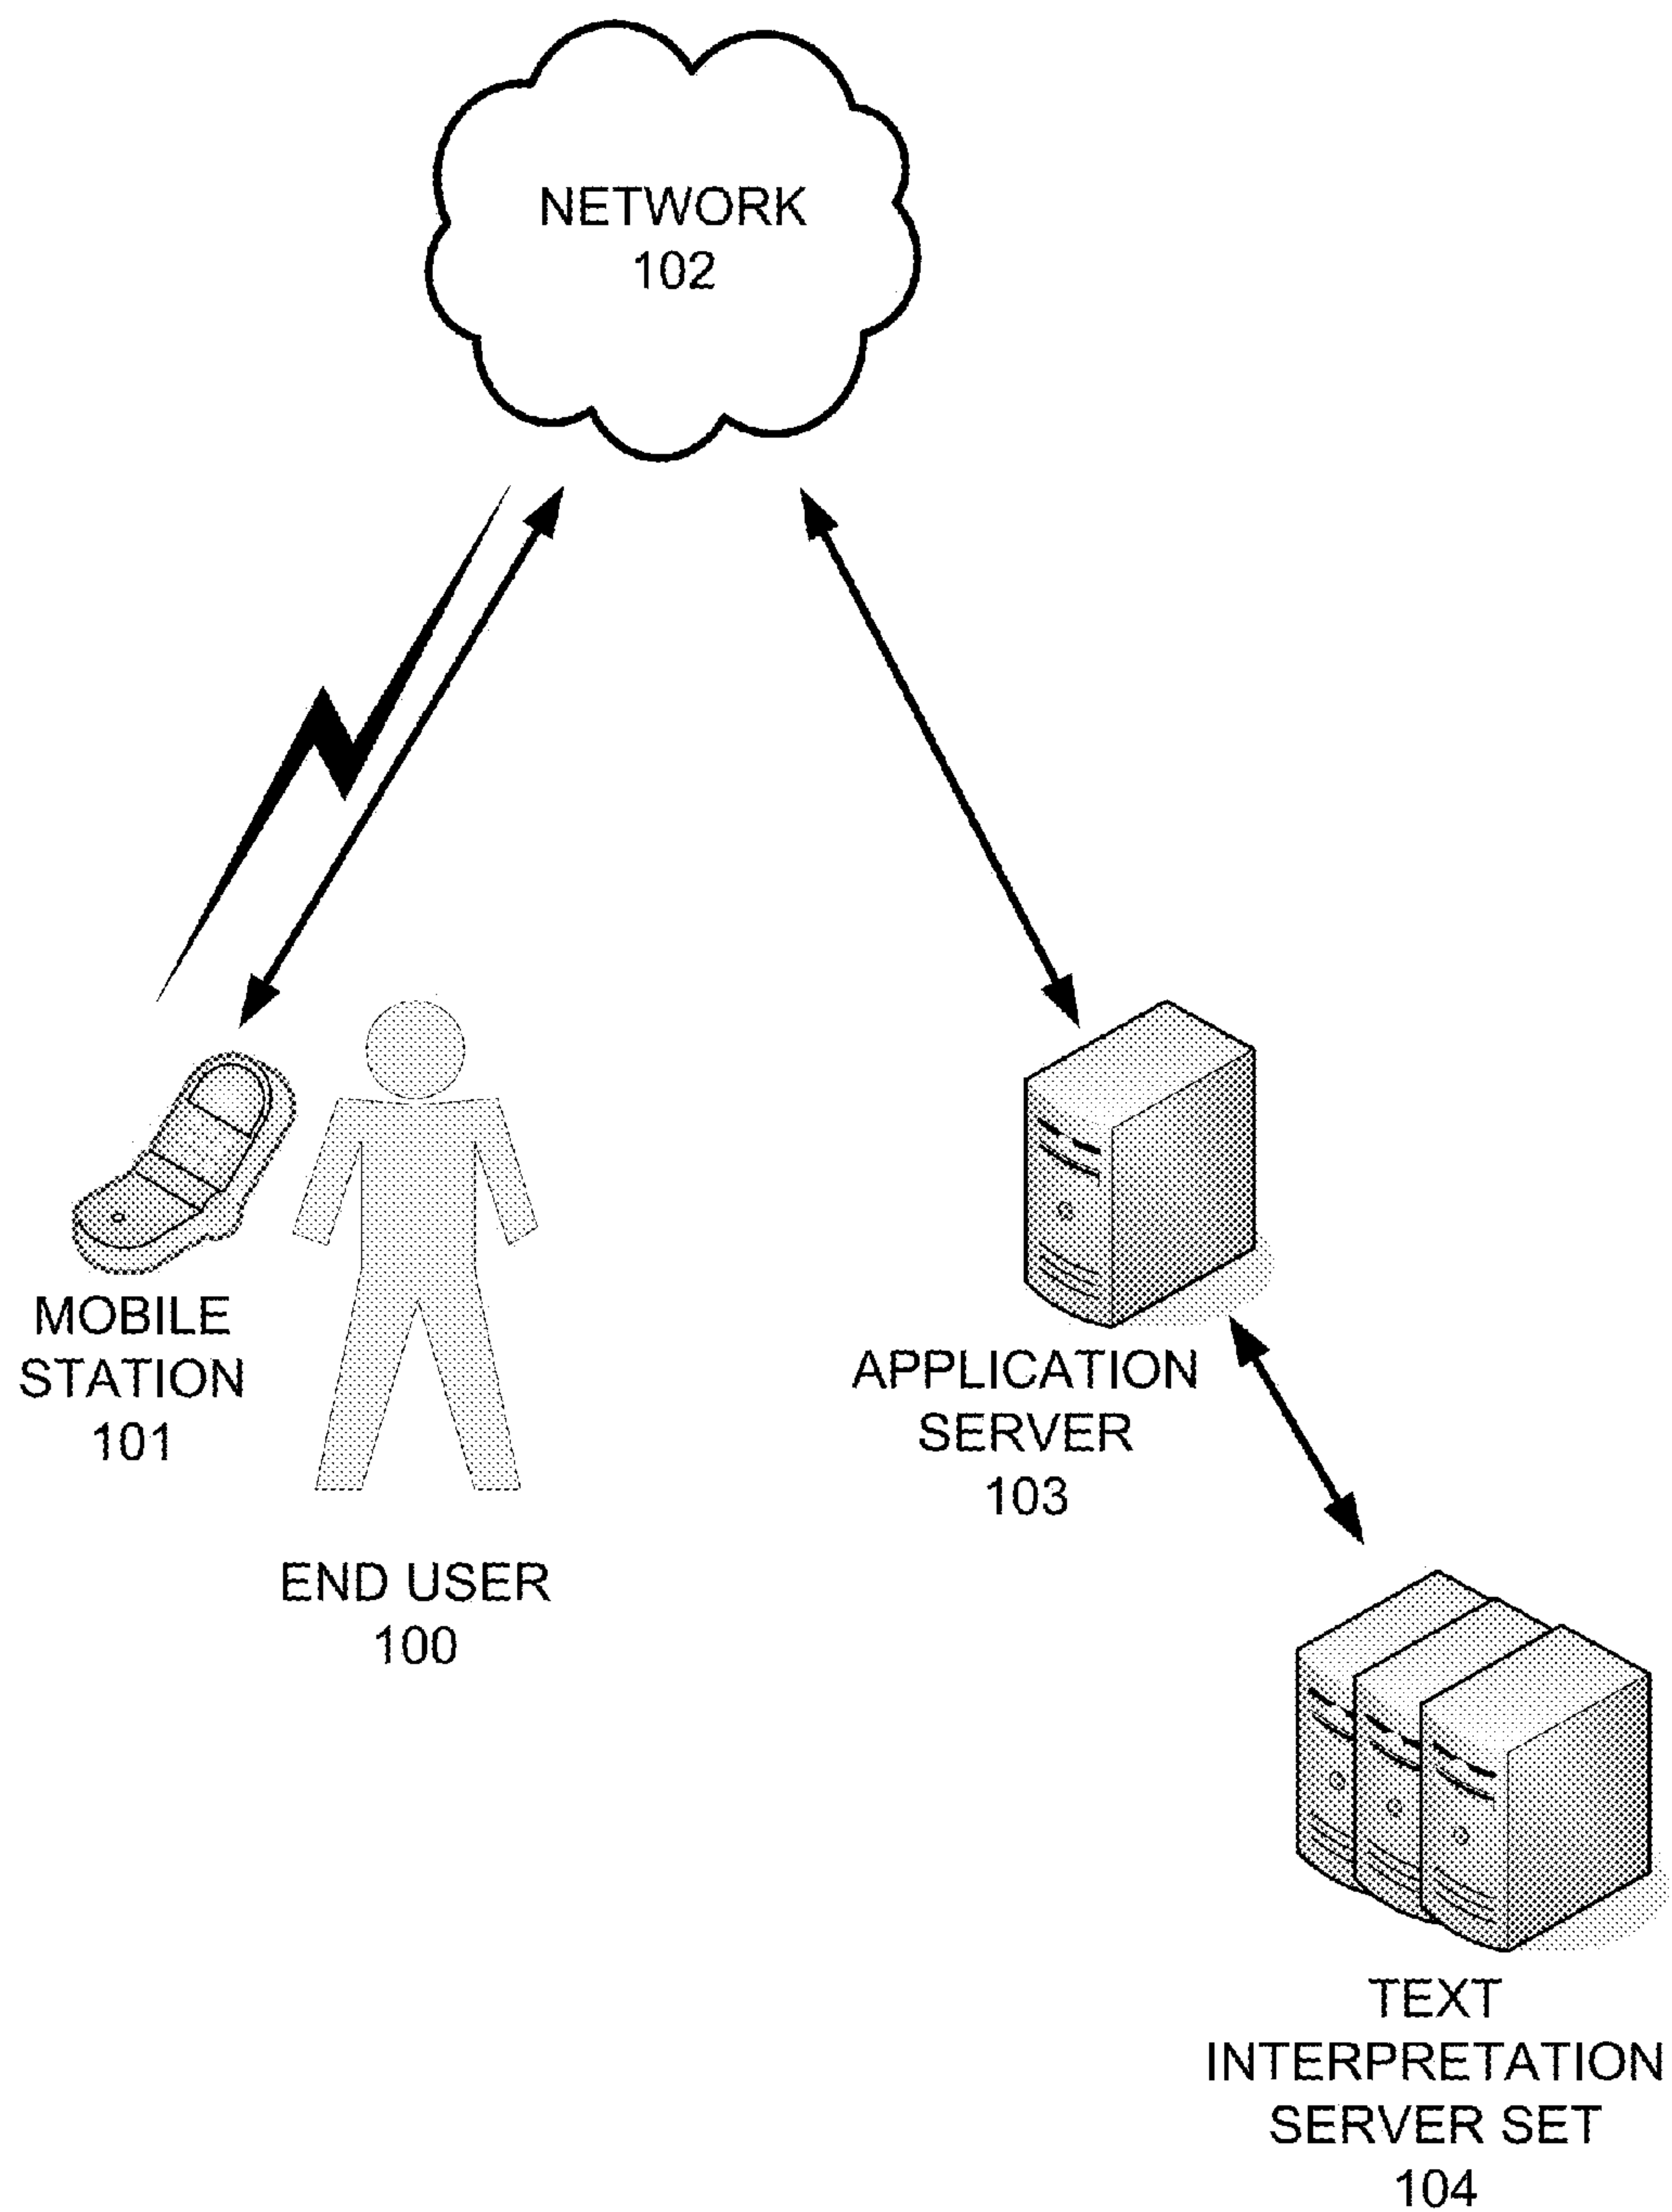 NETWORK
102
MOBILE
STATION
101
END USER
100
APPLICATION
SERVER
103
TEXT
INTERPRETATION
SERVER SET
104